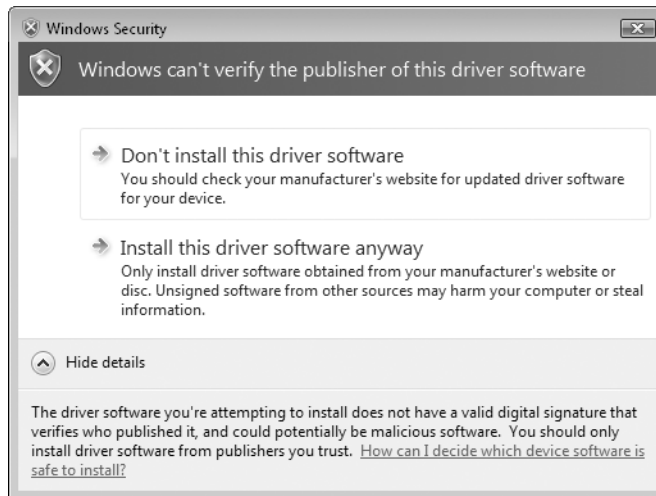 Windows Security
Windows can't verify the publisher of this driver software
Don't install this driver software
You should check your manufacturer's website for updated driver software
for your device.
Install this driver software anyway
Only install driver software obtained from your manufacturer's website or
disc. Unsigned software from other sources may harm your computer or steal
information.
Hide details
The driver software you're attempting to install does not have a valid digital signature that
verifies who published it, and could potentially be malicious software.  You should only
install driver software from publishers you trust.  How can I decide which device software is
safe to install?